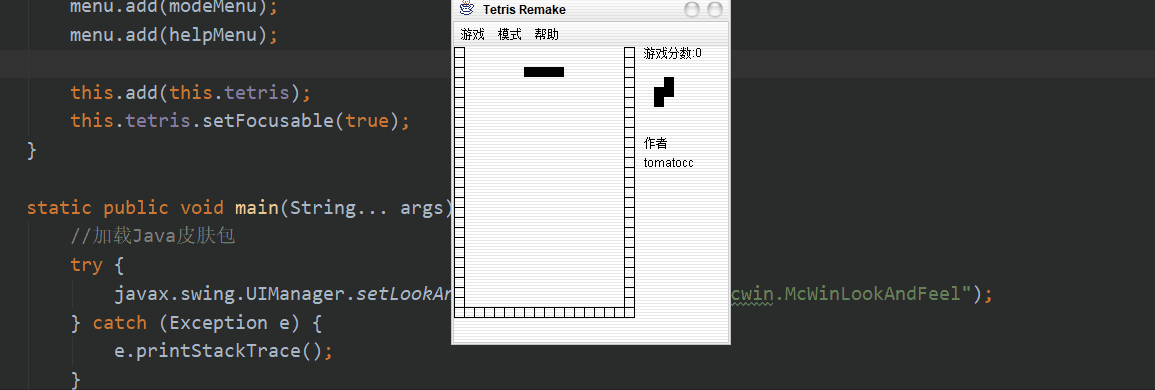 menu.add(modeMenu);
menu.add(helpMenu);
this.add(this.tetris);
this.tetris.setFocusable(true);
}
static public void main(String... args)
//加载Java皮肤包
try {
javax.swing.UIManager.setLookAn
cwin.McWinLookAndFeel");
} catch (Exception e) {
e.printStackTrace();
}
Tetris Remake
游戏 模式 帮助
游戏分数:0
作者
tomatocc